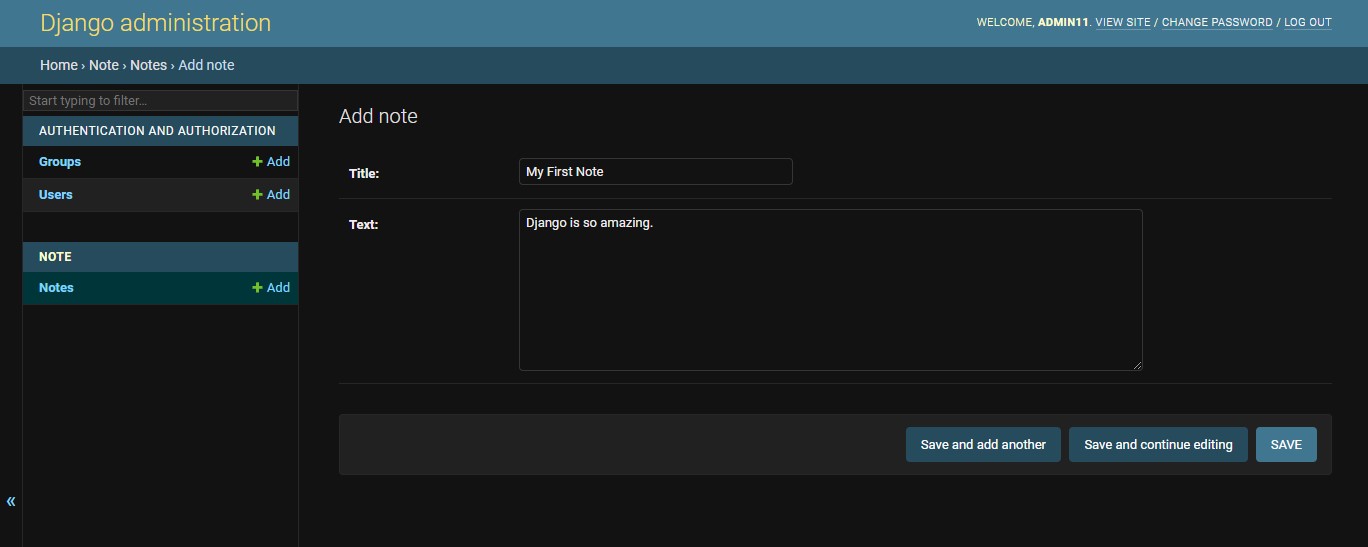 Django administration
WELCOME, ADMIN11. VIEW SITE / CHANGE PASSWORD / LOG OUT
Home › Note › Notes › Add note
Start typing to filter...
AUTHENTICATION AND AUTHORIZATION
Groups + Add
Users + Add
NOTE
Notes + Add
«
Add note
Title: My First Note
Text: Django is so amazing.
Save and add another
Save and continue editing
SAVE